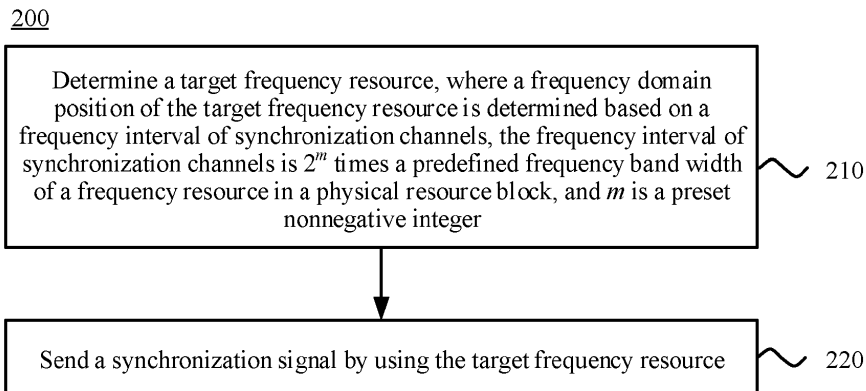 200
Determine a target frequency resource, where a frequency domain
position of the target frequency resource is determined based on a
frequency interval of synchronization channels, the frequency interval of
synchronization channels is 2^m times a predefined frequency band width
of a frequency resource in a physical resource block, and m is a preset
nonnegative integer
210
Send a synchronization signal by using the target frequency resource
220